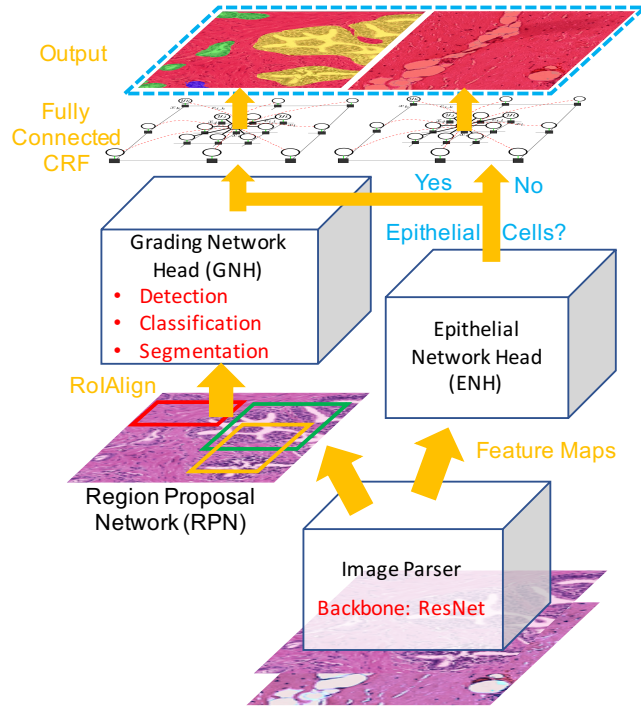 Output
Fully
Connected
CRF
Yes
No
Epithelial Cells?
Grading Network
Head (GNH)
• Detection
• Classification
• Segmentation
Epithelial
Network Head
(ENH)
RoIAlign
Feature Maps
Region Proposal
Network (RPN)
Image Parser
Backbone: ResNet